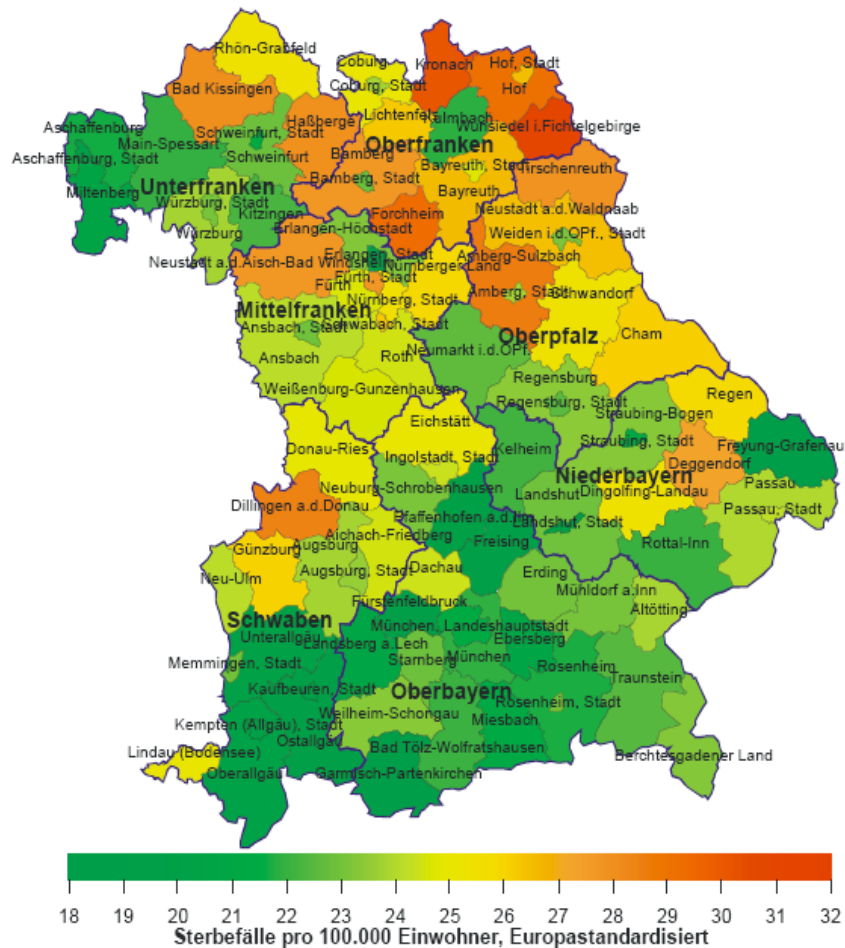 Rhön-Grabfeld
Coburg
Kronach
Hof, Stadt
Bad Kissingen
Coburg, Stadt
Hof
Lichtenfels
Kulmbach
Haßberge
Aschaffenburg
Schweinfurt, Stadt
Wunsiedel i.Fichtelgebirge
Main-Spessart
Oberfranken
Aschaffenburg, Stadt
Schweinfurt
Bamberg
Bayreuth, Stadt
Tirschenreuth
Bamberg, Stadt
Unterfranken
Bayreuth
Miltenberg
Würzburg, Stadt
Kitzingen
Forchheim
Neustadt a.d.Waldnaab
Erlangen-Höchstadt
Würzburg
Weiden i.d.OPf., Stadt
Erlangen, Stadt
Amberg-Sulzbach
Neustadt a.d.Aisch-Bad Windsheim
Nürnberger Land
Fürth, Stadt
Fürth
Amberg, Stadt
Schwandorf
Nürnberg, Stadt
Mittelfranken
Schwabach, Stadt
Ansbach, Stadt
Oberpfalz
Cham
Neumarkt i.d.OPf.
Ansbach
Roth
Regensburg
Weißenburg-Gunzenhausen
Regen
Regensburg, Stadt
Straubing-Bogen
Eichstätt
Straubing, Stadt
Freyung-Grafenau
Donau-Ries
Kelheim
Ingolstadt, Stadt
Deggendorf
Niederbayern
Passau
Neuburg-Schrobenhausen
Landshut
Dingolfing-Landau
Dillingen a.d.Donau
Passau, Stadt
Pfaffenhofen a.d.Ilm
Landshut, Stadt
Aichach-Friedberg
Freising
Rottal-Inn
Günzburg
Augsburg
Dachau
Erding
Augsburg, Stadt
Neu-Ulm
Mühldorf a.Inn
Fürstenfeldbruck
Altötting
Schwaben
München, Landeshauptstadt
Unterallgäu
Landsberg a.Lech
Ebersberg
München
Starnberg
Memmingen, Stadt
Rosenheim
Traunstein
Kaufbeuren, Stadt
Oberbayern
Rosenheim, Stadt
Weilheim-Schongau
Miesbach
Kempten (Allgäu), Stadt
Ostallgäu
Bad Tölz-Wolfratshausen
Lindau (Bodensee)
Berchtesgadener Land
Oberallgäu
Garmisch-Partenkirchen
18 19 20 21 22 23 24 25 26 27 28 29 30 31 32
Sterbefälle pro 100.000 Einwohner, Europastandardisiert